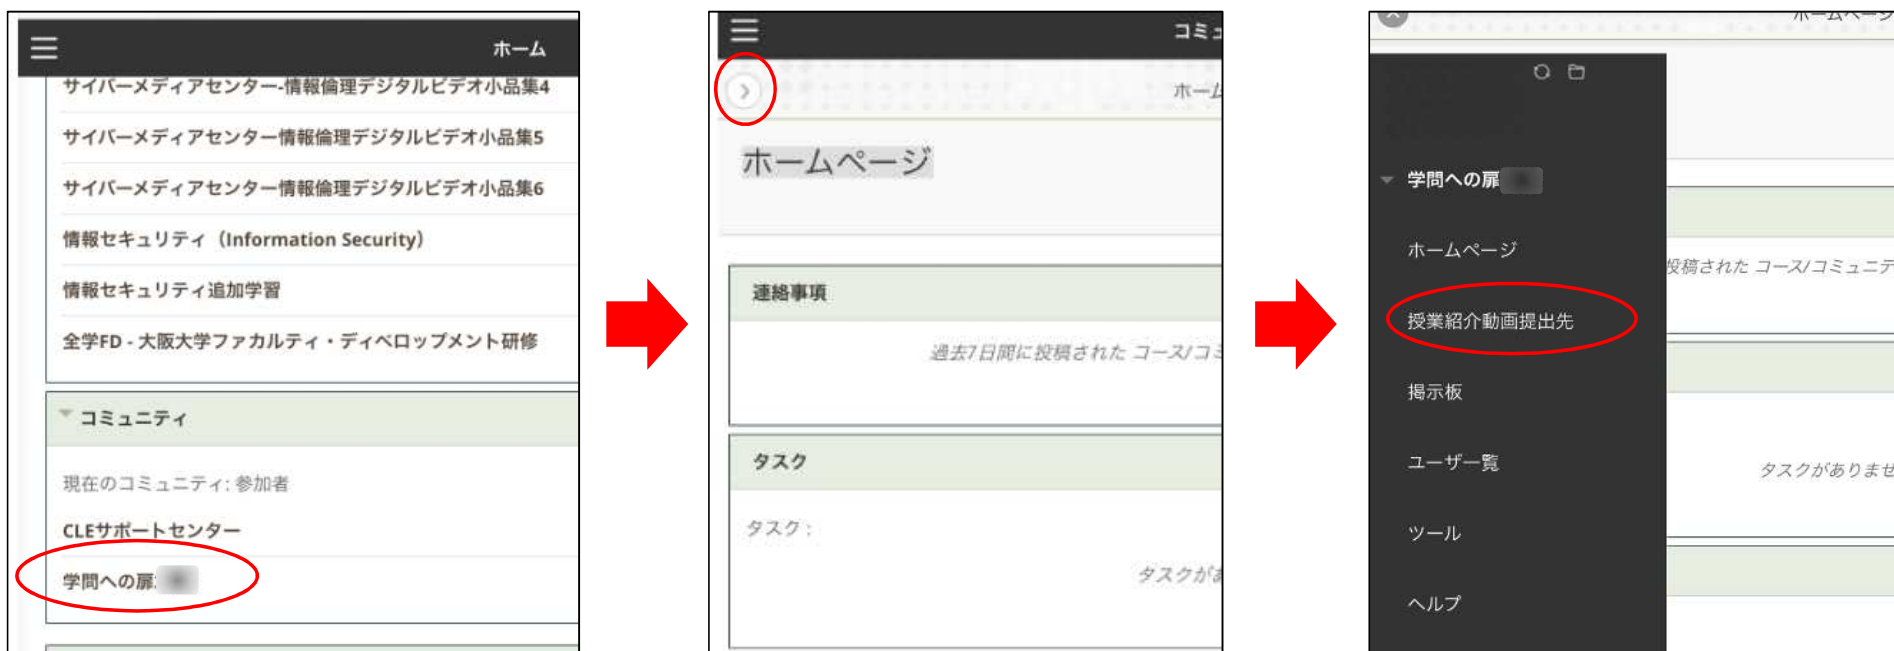 ホーム
サイバーメディアセンター-情報倫理デジタルビデオ小品集4
サイバーメディアセンター情報倫理デジタルビデオ小品集5
サイバーメディアセンター情報倫理デジタルビデオ小品集6
情報セキュリティ（Information Security）
情報セキュリティ追加学習
全学FD - 大阪大学ファカルティ・ディベロップメント研修
コミュニティ
現在のコミュニティ: 参加者
CLEサポートセンター
学問への扉
コミュ
ホーム
ホームページ
連絡事項
過去7日間に投稿された コース/コミ
タスク
タスク :
タスクがあ
ホームページ
学問への扉
ホームページ
授業紹介動画提出先
掲示板
ユーザ一覧
ツール
ヘルプ
投稿された コース/コミュニテ
タスクがありませ